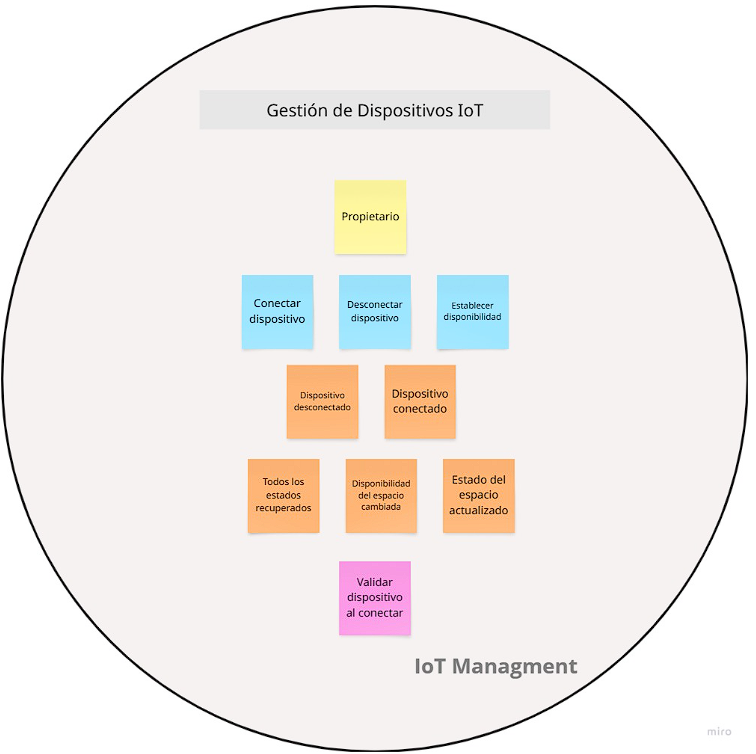 Gestión de Dispositivos IoT
Propietario
Conectar
dispositivo
Desconectar
dispositivo
Establecer
disponibilidad
Dispositivo
desconectado
Dispositivo
conectado
Todos los
estados
recuperados
Disponibilidad
del espacio
cambiada
Estado del
espacio
actualizado
Validar
dispositivo
al conectar
IoT Managment
miro